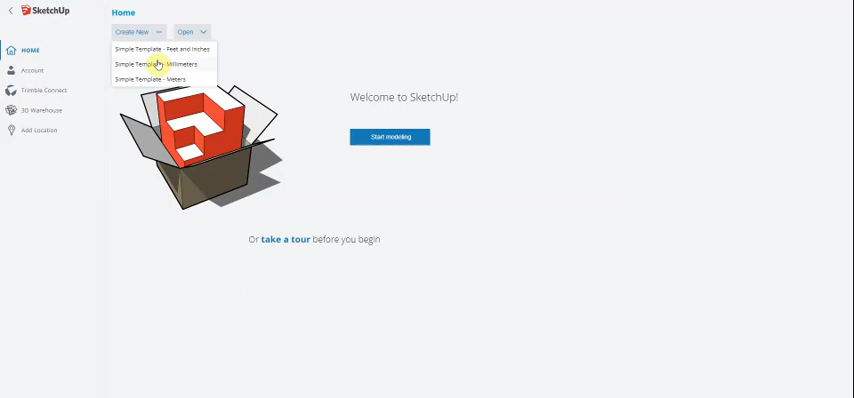 SketchUp
Home
Create New
Open
Simple Template - Feet and Inches
Simple Template - Millimeters
Simple Template - Meters
HOME
Account
Trimble Connect
3D Warehouse
Add Location
Welcome to SketchUp!
Start modeling
Or take a tour before you begin